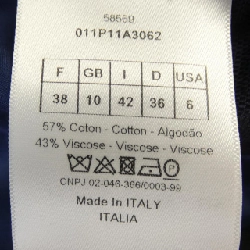 58589
011P11A3062
F GB I D USA
38 10 42 36 6
57% Coton - Cotton - Algodão
43% Viscose - Viscose - Viscose
CNPJ 02-046-366/0003-99
Made In ITALY
ITALIA